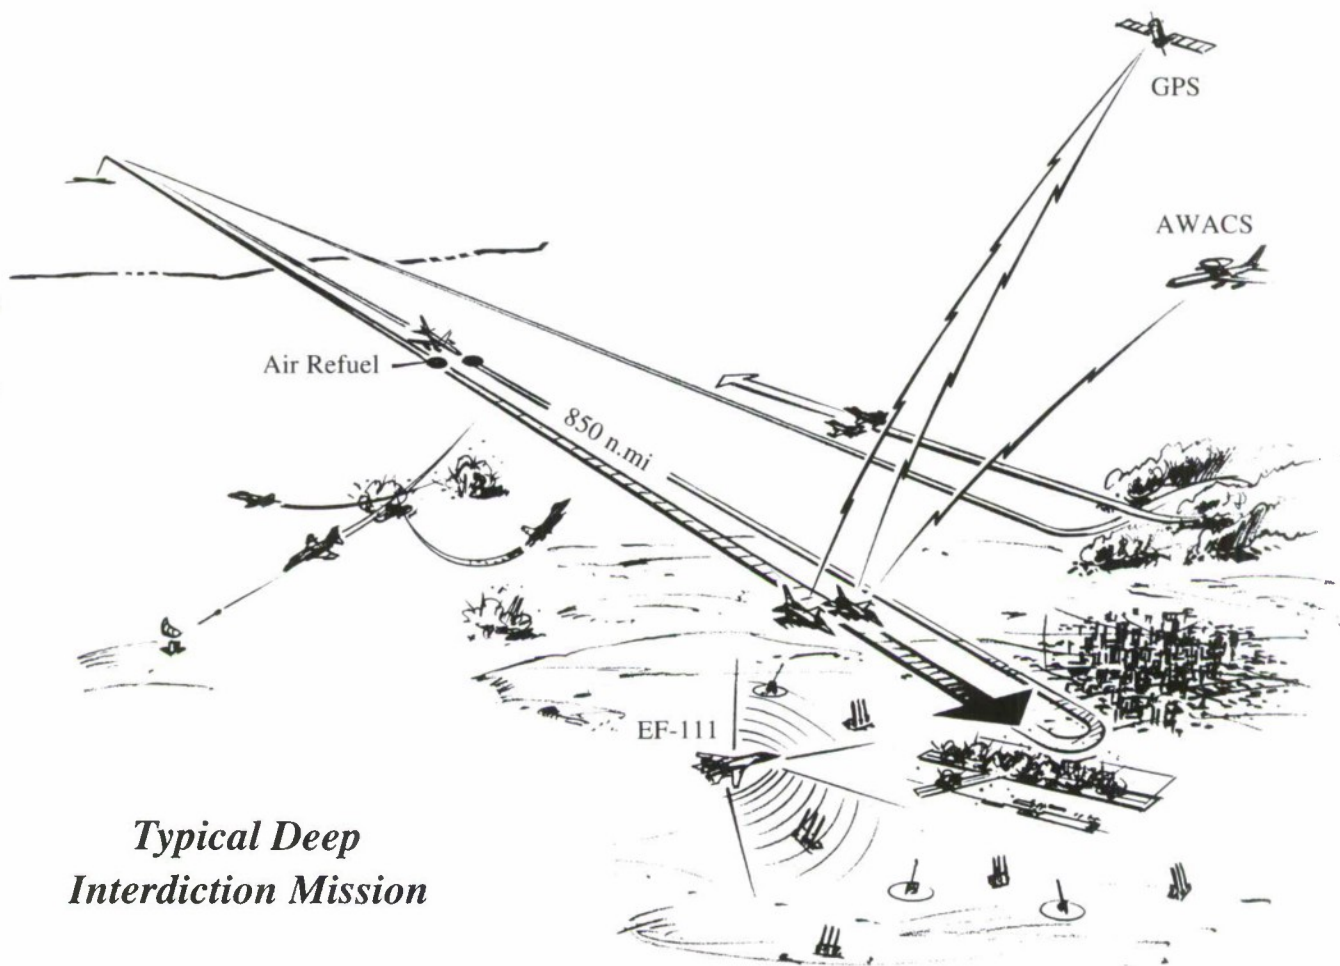 GPS
AWACS
Air Refuel
850 n.mi
EF-111
Typical Deep
Interdiction Mission